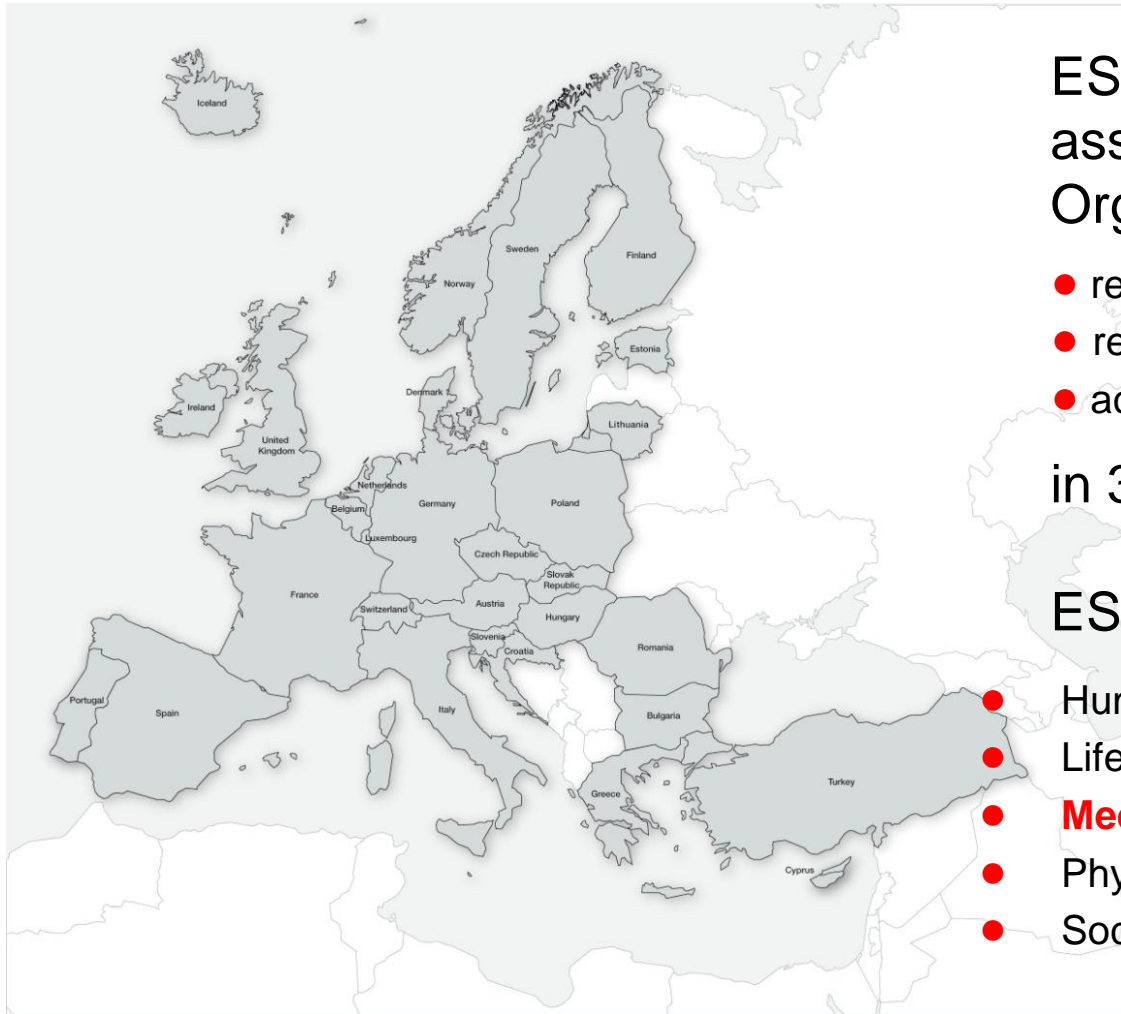 Iceland
Sweden
Finland
Norway
Estonia
Denmark
Lithuania
Ireland
United
Kingdom
Netherlands
Germany
Poland
Belgium
Luxembourg
Czech Republic
Slovak
Republic
France
Switzerland
Austria
Hungary
Slovenia
Croatia
Romania
Portugal
Spain
Italy
Bulgaria
Turkey
Greece
Cyprus
ES
ass
Org
● re
● re
● ac
in 3
ES
● Hur
● Life
● Med
● Phy
● Soc